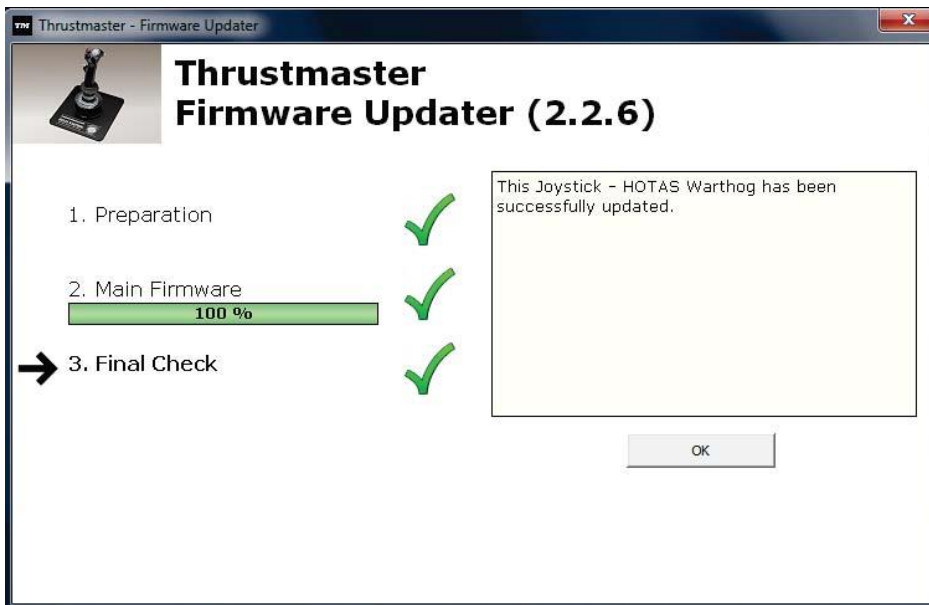 Thrustmaster - Firmware Updater
Thrustmaster
Firmware Updater (2.2.6)
1. Preparation
2. Main Firmware
100 %
3. Final Check
This Joystick - HOTAS Warthog has been
successfully updated.
OK